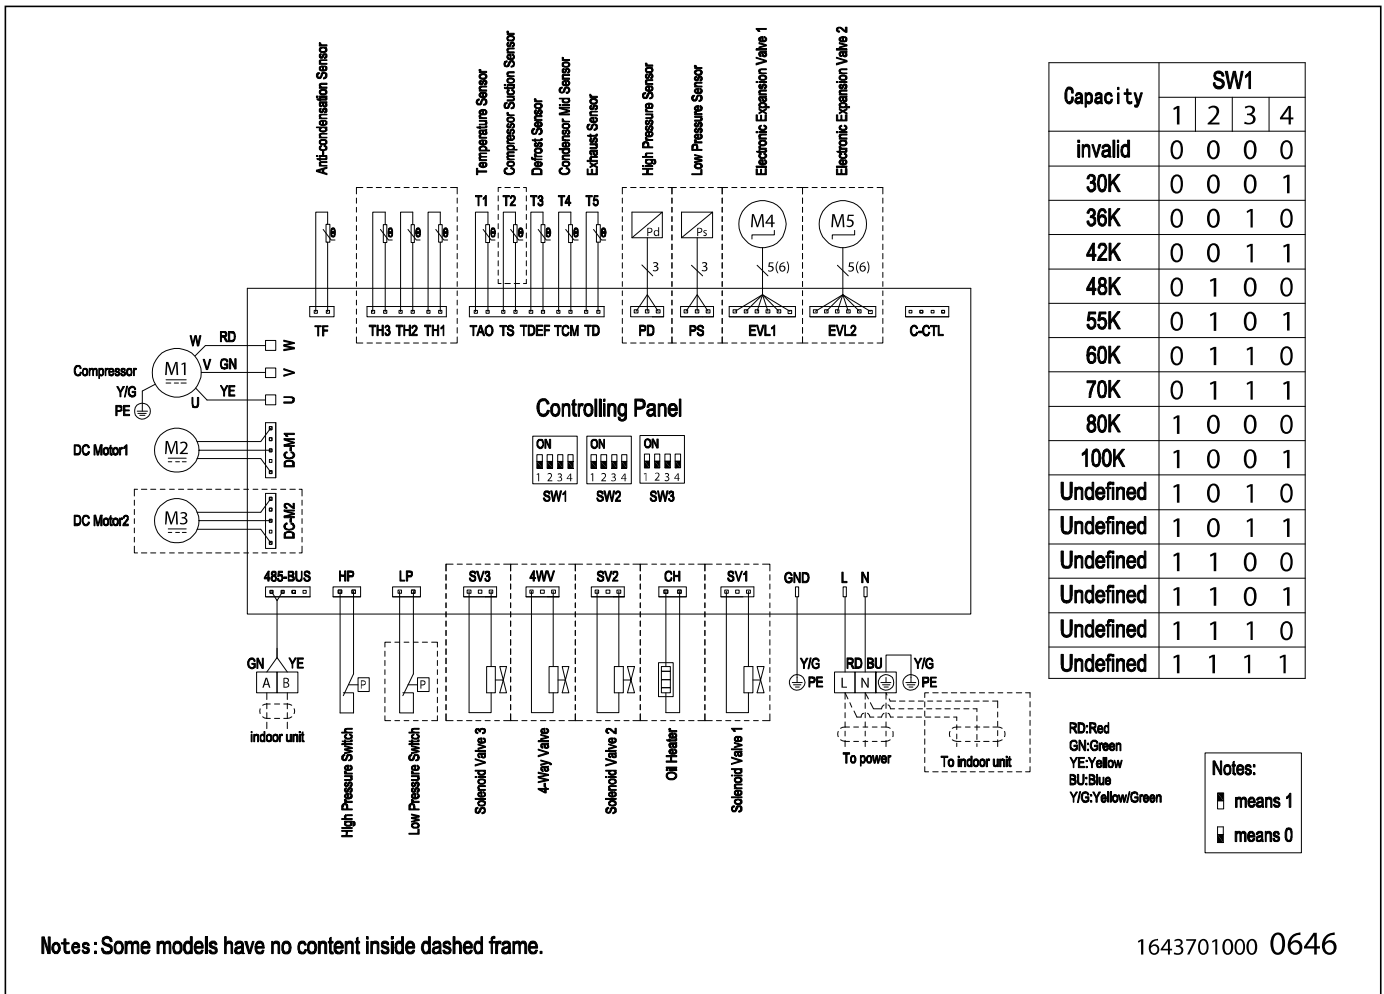 Anti-condensation Sensor
Temperature Sensor
Compressor Suction Sensor
Defrost Sensor
Condensor Mid Sensor
Exhaust Sensor
High Pressure Sensor
Low Pressure Sensor
Electronic Expansion Valve 1
Electronic Expansion Valve 2
T1 T2 T3 T4 T5
Pd Ps M4 M5
3 3 5(6) 5(6)
TF TH3 TH2 TH1 TAO TS TDEF TCM TD PD PS EVL1 EVL2 C-CTL
Compressor
M1
W RD W
V GN V
U YE U
Y/G
PE
DC Motor1 M2 DC-M1
DC Motor2 M3 DC-M2
Controlling Panel
ON ON ON
1 2 3 4 1 2 3 4 1 2 3 4
SW1 SW2 SW3
485-BUS HP LP SV3 4WV SV2 CH SV1 GND L N
GN YE
A B
indoor unit
P
P
High Pressure Switch
Low Pressure Switch
Solenoid Valve 3
4-Way Valve
Solenoid Valve 2
Oil Heater
Solenoid Valve 1
Y/G
PE
RD BU
L N
Y/G
PE
To power
To indoor unit
Capacity SW1
1 2 3 4
invalid 0 0 0 0
30K 0 0 0 1
36K 0 0 1 0
42K 0 0 1 1
48K 0 1 0 0
55K 0 1 0 1
60K 0 1 1 0
70K 0 1 1 1
80K 1 0 0 0
100K 1 0 0 1
Undefined 1 0 1 0
Undefined 1 0 1 1
Undefined 1 1 0 0
Undefined 1 1 0 1
Undefined 1 1 1 0
Undefined 1 1 1 1
RD:Red
GN:Green
YE:Yellow
BU:Blue
Y/G:Yellow/Green
Notes:
means 1
means 0
Notes:Some models have no content inside dashed frame.
1643701000 0646